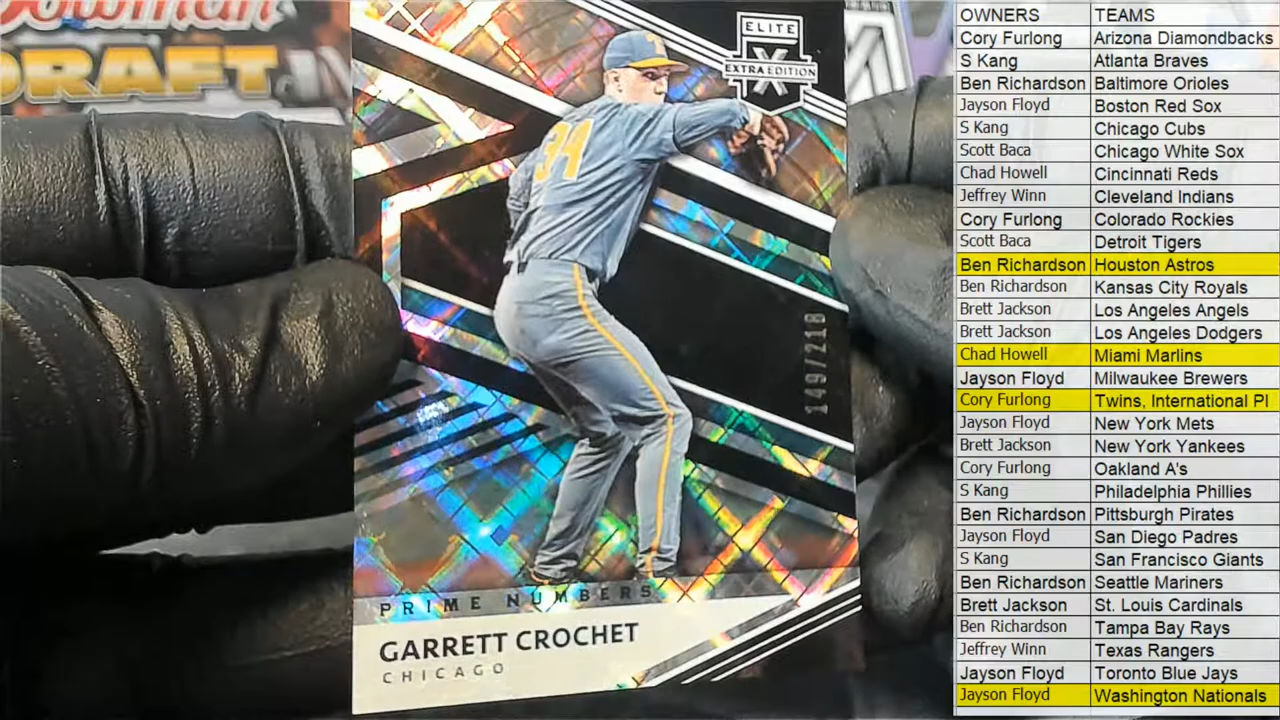 Bowman
DRAFT
ELITE
X
EXTRA EDITION
34
149/218
PRIME NUMBERS
GARRETT CROCHET
CHICAGO
OWNERS TEAMS
Cory Furlong Arizona Diamondbacks
S Kang Atlanta Braves
Ben Richardson Baltimore Orioles
Jayson Floyd Boston Red Sox
S Kang Chicago Cubs
Scott Baca Chicago White Sox
Chad Howell Cincinnati Reds
Jeffrey Winn Cleveland Indians
Cory Furlong Colorado Rockies
Scott Baca Detroit Tigers
Ben Richardson Houston Astros
Ben Richardson Kansas City Royals
Brett Jackson Los Angeles Angels
Brett Jackson Los Angeles Dodgers
Chad Howell Miami Marlins
Jayson Floyd Milwaukee Brewers
Cory Furlong Twins, International Pl
Jayson Floyd New York Mets
Brett Jackson New York Yankees
Cory Furlong Oakland A's
S Kang Philadelphia Phillies
Ben Richardson Pittsburgh Pirates
Jayson Floyd San Diego Padres
S Kang San Francisco Giants
Ben Richardson Seattle Mariners
Brett Jackson St. Louis Cardinals
Ben Richardson Tampa Bay Rays
Jeffrey Winn Texas Rangers
Jayson Floyd Toronto Blue Jays
Jayson Floyd Washington Nationals